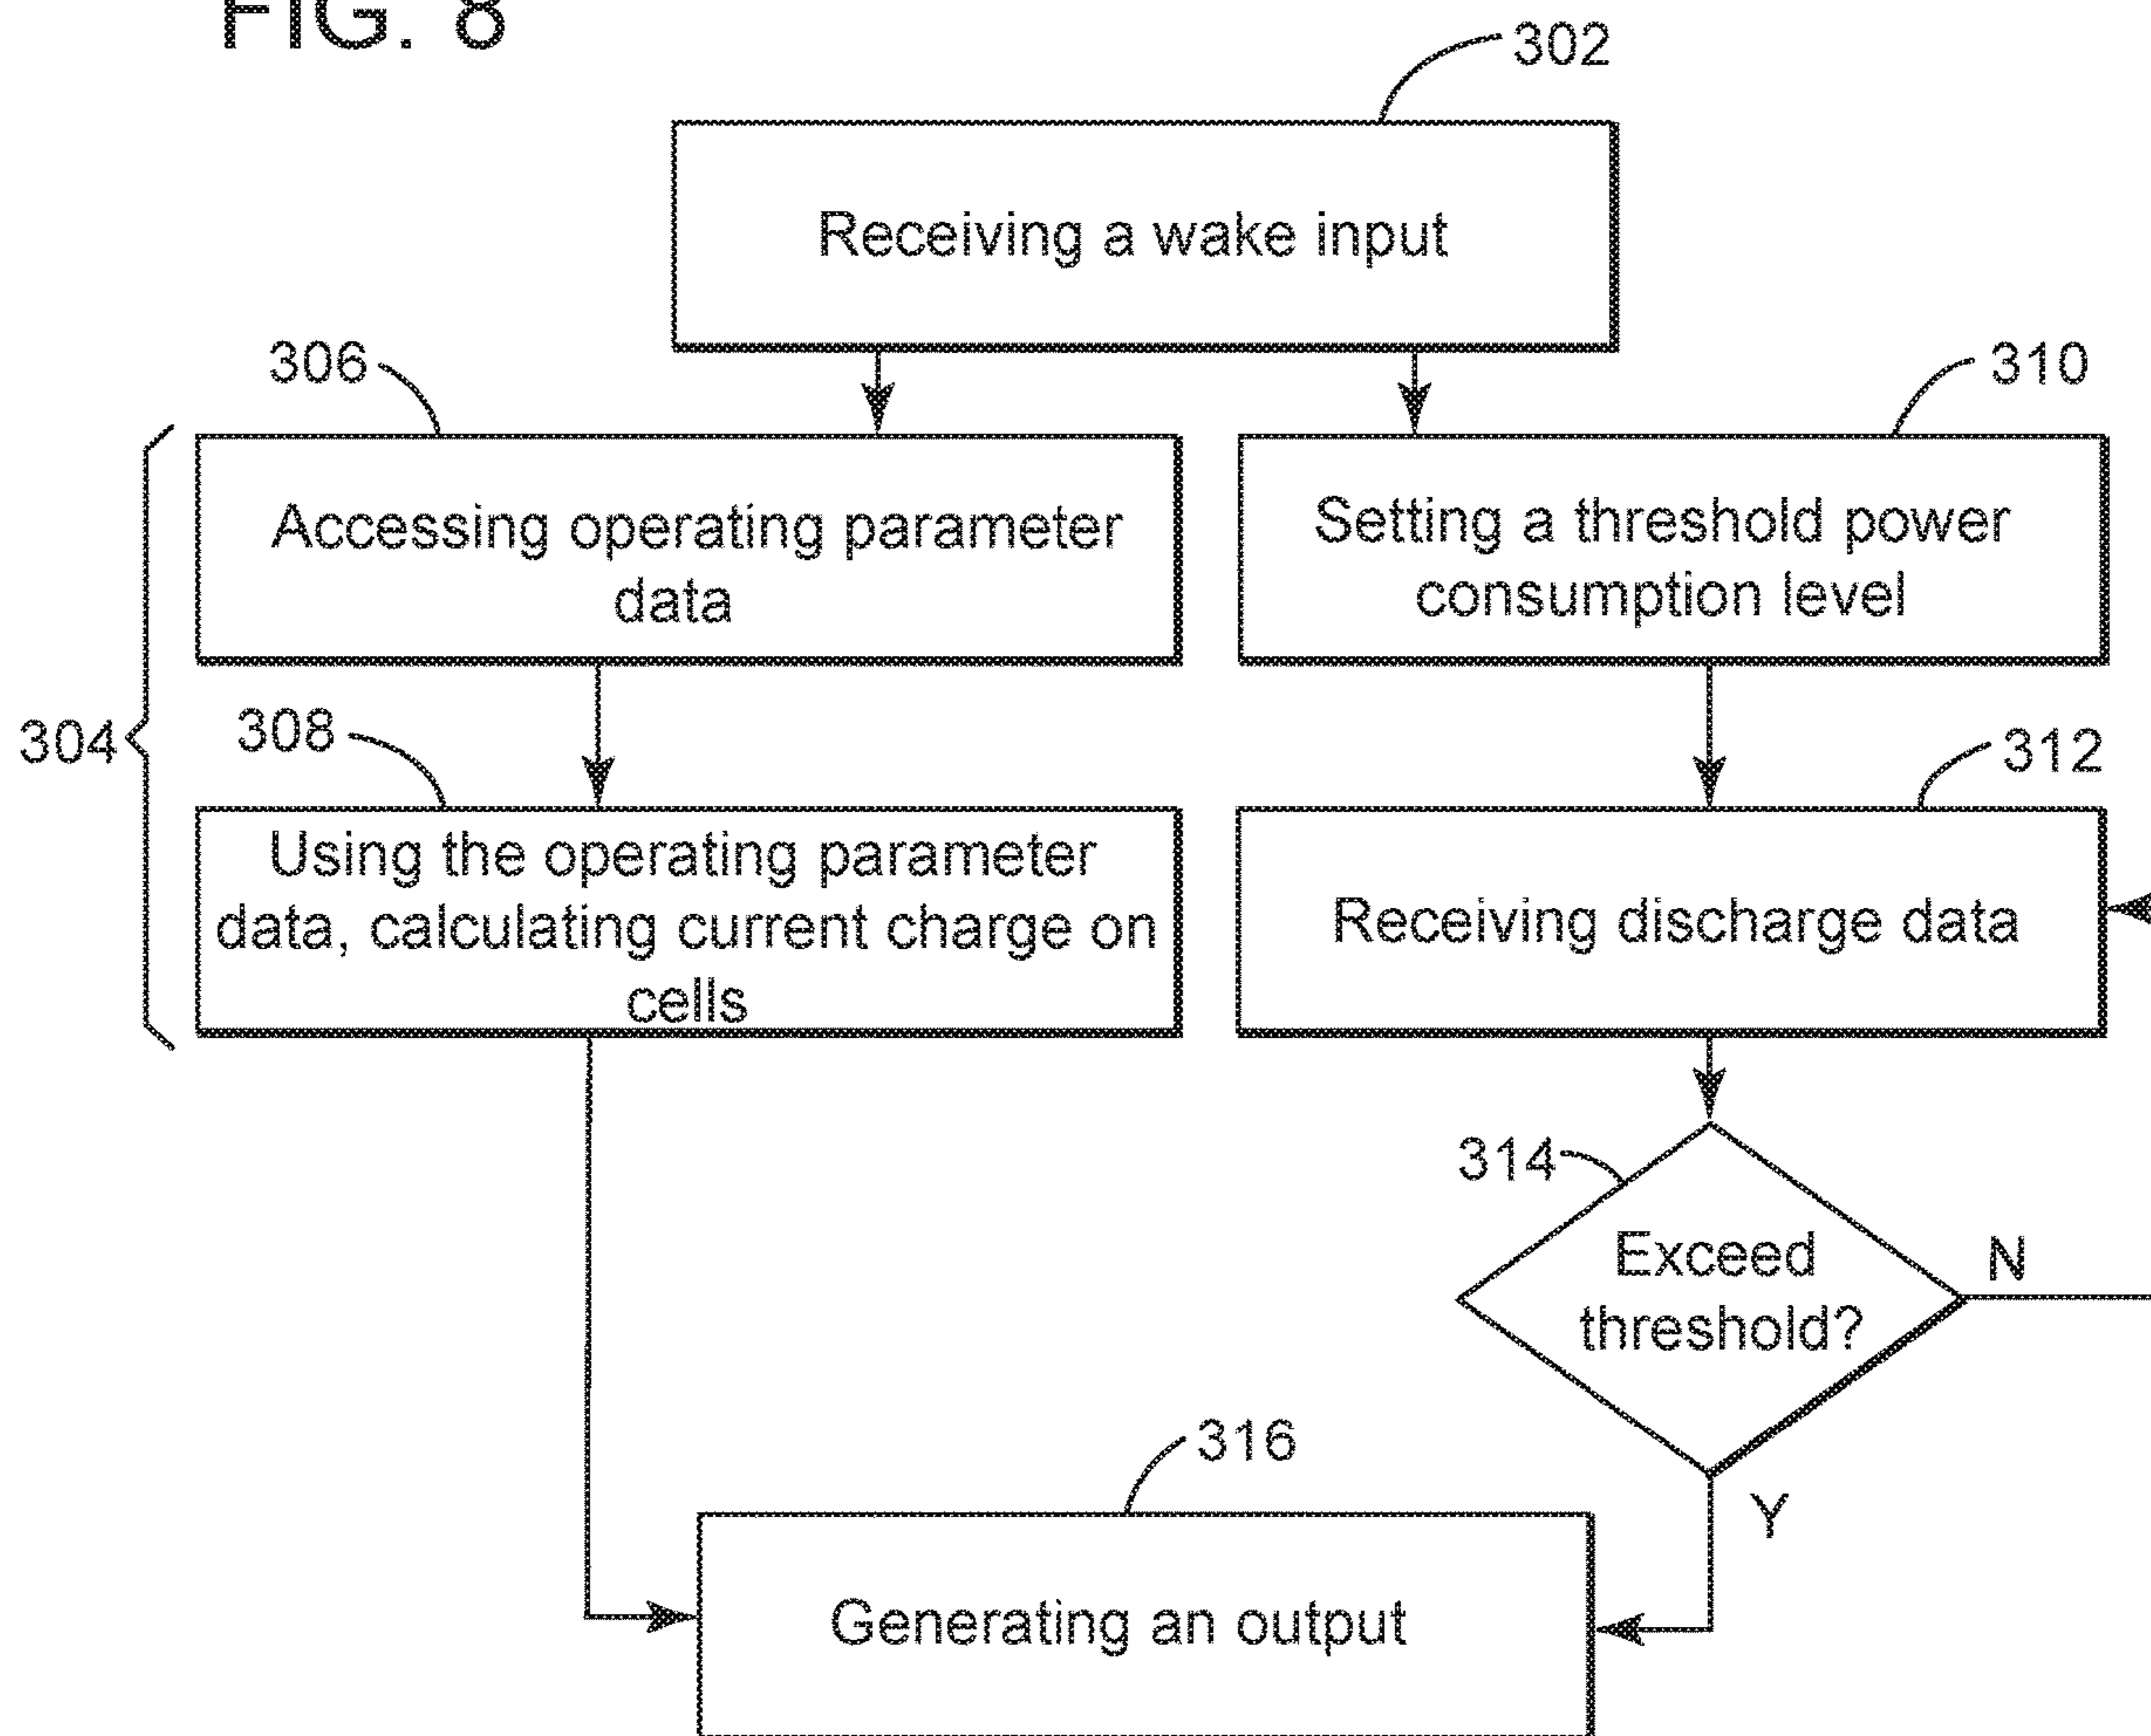 FIG. 8
302
Receiving a wake input
306
310
Accessing operating parameter
data
Setting a threshold power
consumption level
304
308
312
Using the operating parameter
data, calculating current charge on
cells
Receiving discharge data
314
Exceed
threshold?
N
316
Y
Generating an output